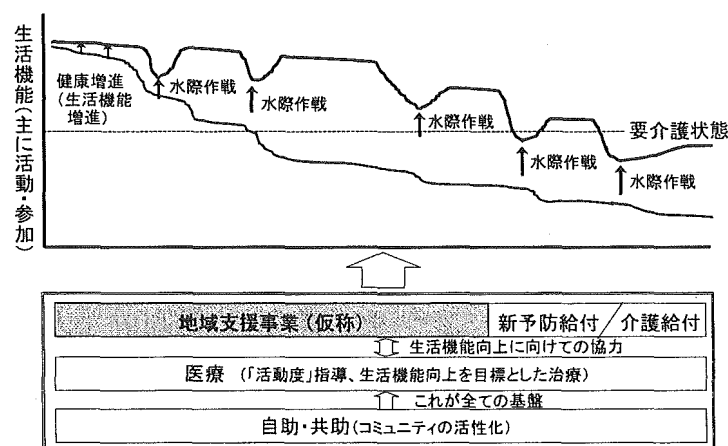 生活機能(主に活動・参加)
健康増進
(生活機能
増進)
水際作戦
水際作戦
水際作戦
水際作戦
水際作戦
要介護状態
地域支援事業(仮称)
新予防給付/介護給付
生活機能向上に向けての協力
医療 (「活動度」指導、生活機能向上を目標とした治療)
これが全ての基盤
自助・共助(コミュニティの活性化)